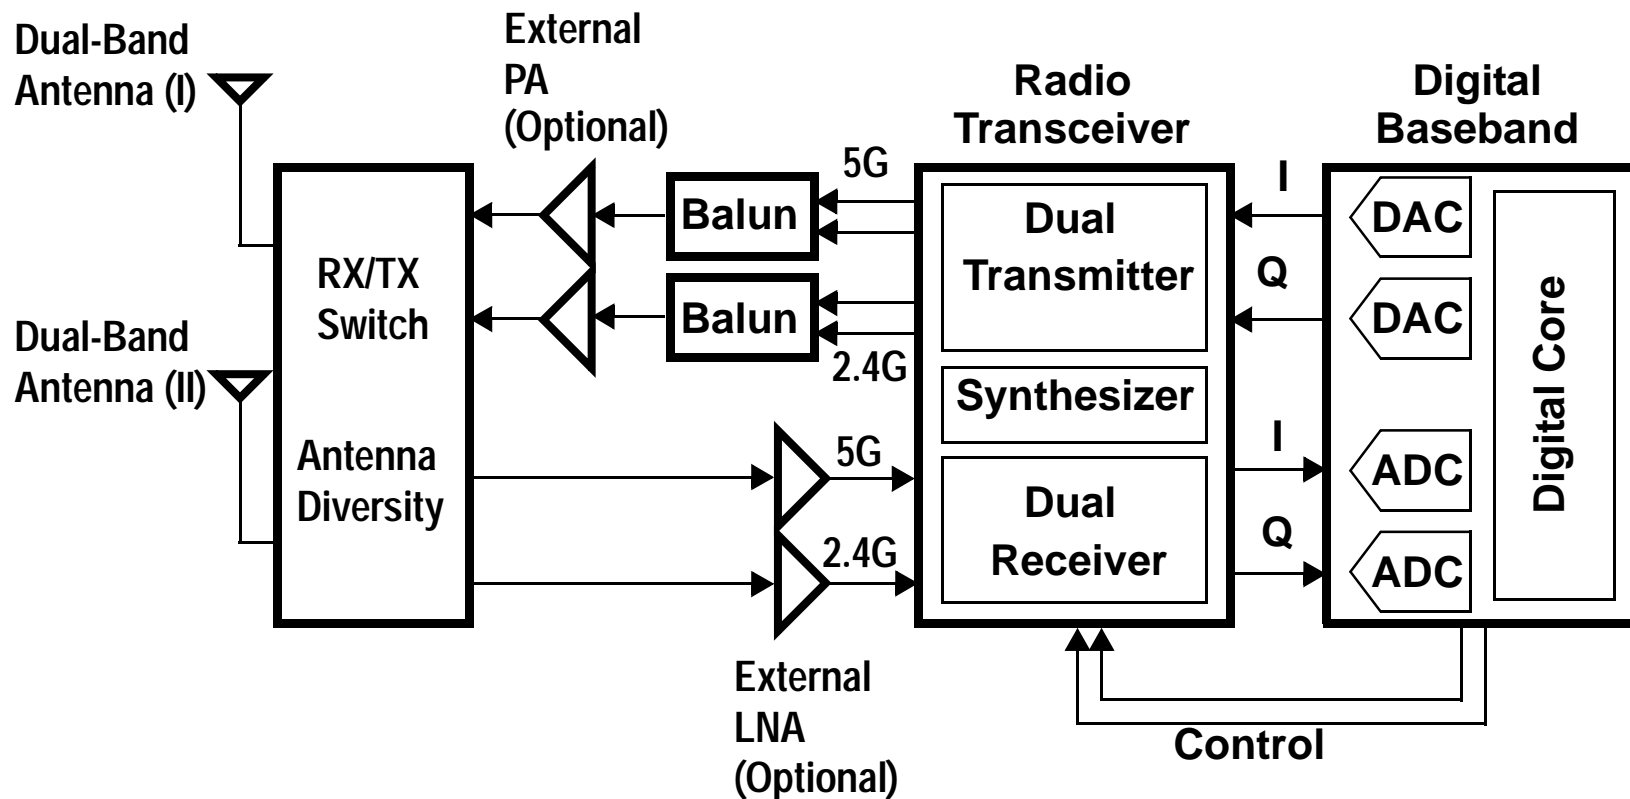 Dual-Band
Antenna (I)
External
PA
(Optional)
Radio
Transceiver
Digital
Baseband
5G
I
Balun
Dual
Transmitter
DAC
RX/TX
Switch
Q
Balun
DAC
2.4G
Dual-Band
Antenna (II)
Synthesizer
Digital Core
Antenna
Diversity
5G
I
ADC
Dual
Receiver
2.4G
Q
ADC
External
LNA
(Optional)
Control